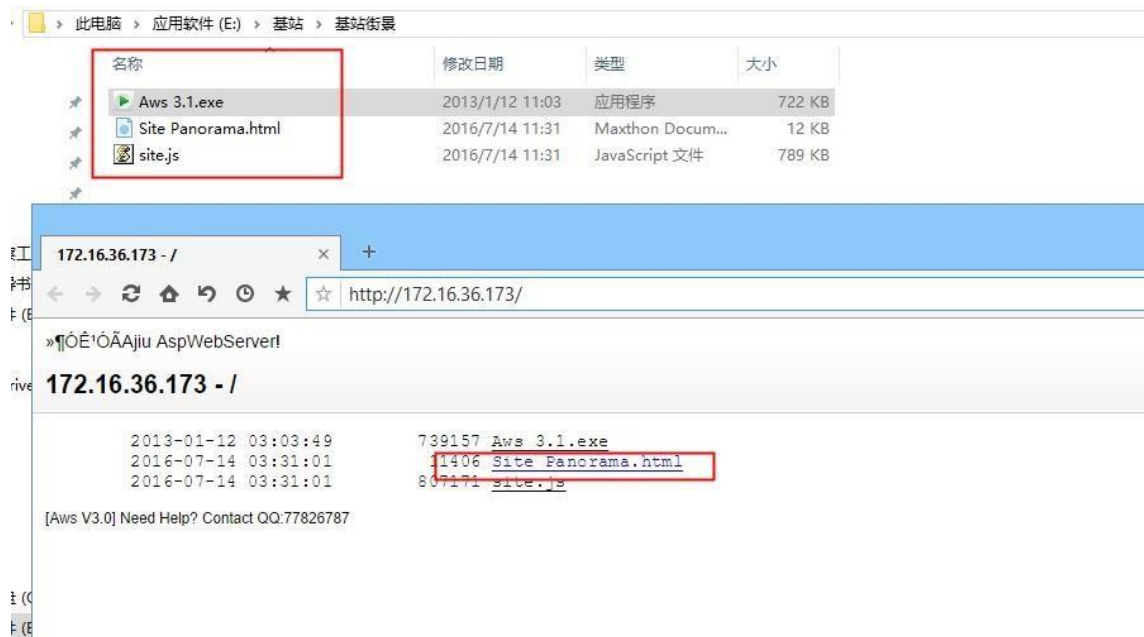 › 此电脑 › 应用软件 (E:) › 基站 › 基站街景
名称 修改日期 类型 大小
Aws 3.1.exe 2013/1/12 11:03 应用程序 722 KB
Site Panorama.html 2016/7/14 11:31 Maxthon Docum... 12 KB
site.js 2016/7/14 11:31 JavaScript 文件 789 KB
172.16.36.173 - /
http://172.16.36.173/
»¶ÓÊ¹ÓÃAjiu AspWebServer!
172.16.36.173 - /
2013-01-12 03:03:49 739157 Aws 3.1.exe
2016-07-14 03:31:01 11406 Site Panorama.html
2016-07-14 03:31:01 807171 site.js
[Aws V3.0] Need Help? Contact QQ:77826787